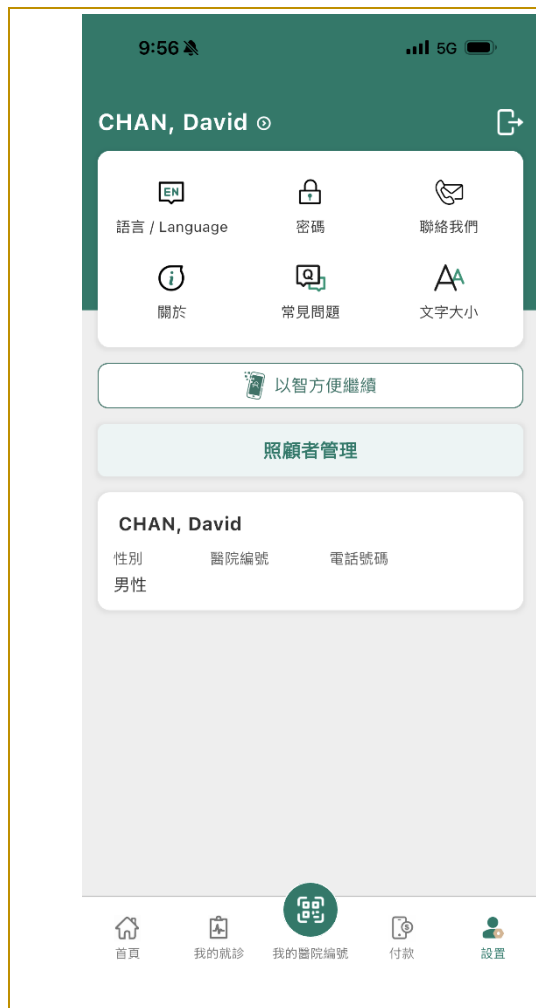 9:56 5G
CHAN, David
EN
語言 / Language 密碼 聯絡我們
i Q AA
關於 常見問題 文字大小
以智方便繼續
照顧者管理
CHAN, David
性別 醫院編號 電話號碼
男性
首頁 我的就診 我的醫院編號 付款 設置